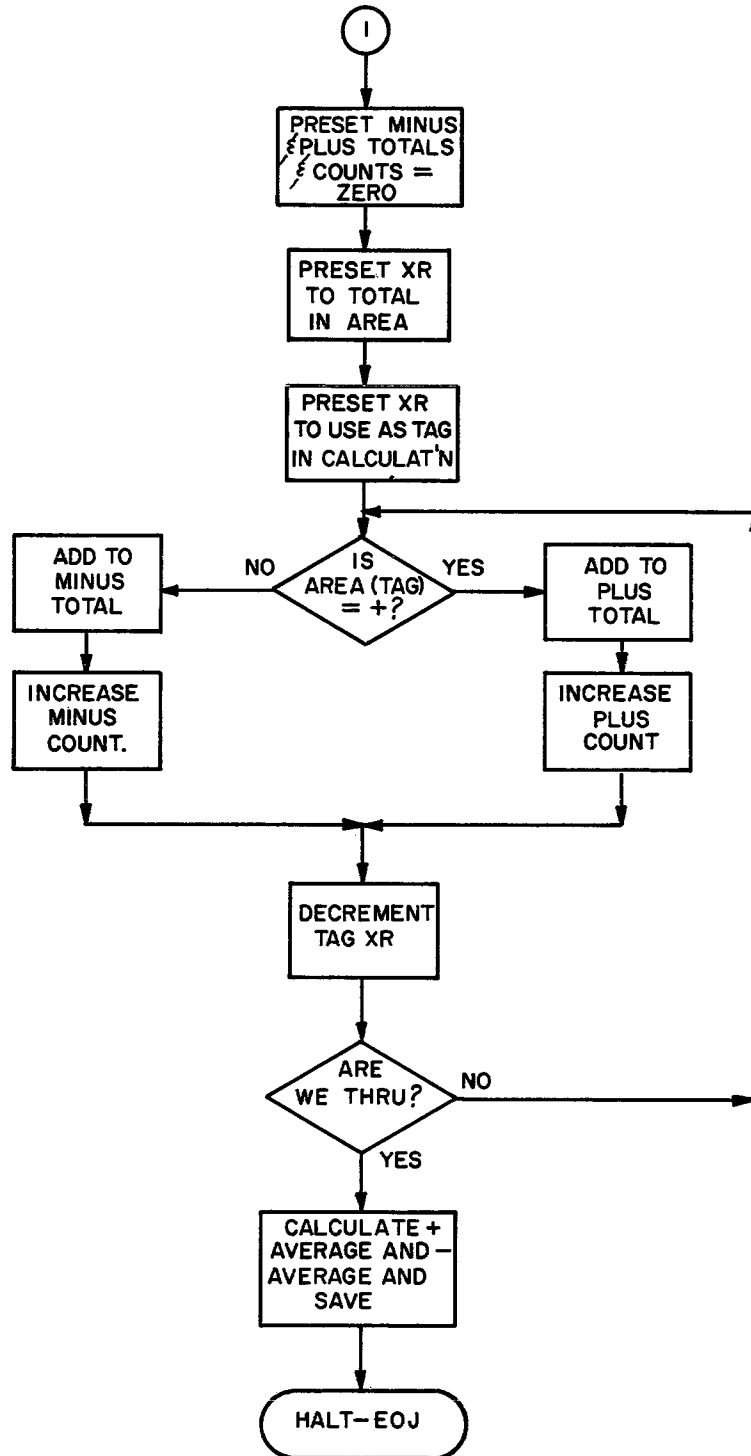 1
PRESET MINUS
& PLUS TOTALS
& COUNTS =
ZERO
PRESET XR
TO TOTAL
IN AREA
PRESET XR
TO USE AS TAG
IN CALCULAT'N
IS
AREA (TAG)
= +?
NO
YES
ADD TO
MINUS
TOTAL
ADD TO
PLUS
TOTAL
INCREASE
MINUS
COUNT.
INCREASE
PLUS
COUNT
DECREMENT
TAG XR
ARE
WE THRU?
NO
YES
CALCULATE +
AVERAGE AND -
AVERAGE AND
SAVE
HALT-EOJ